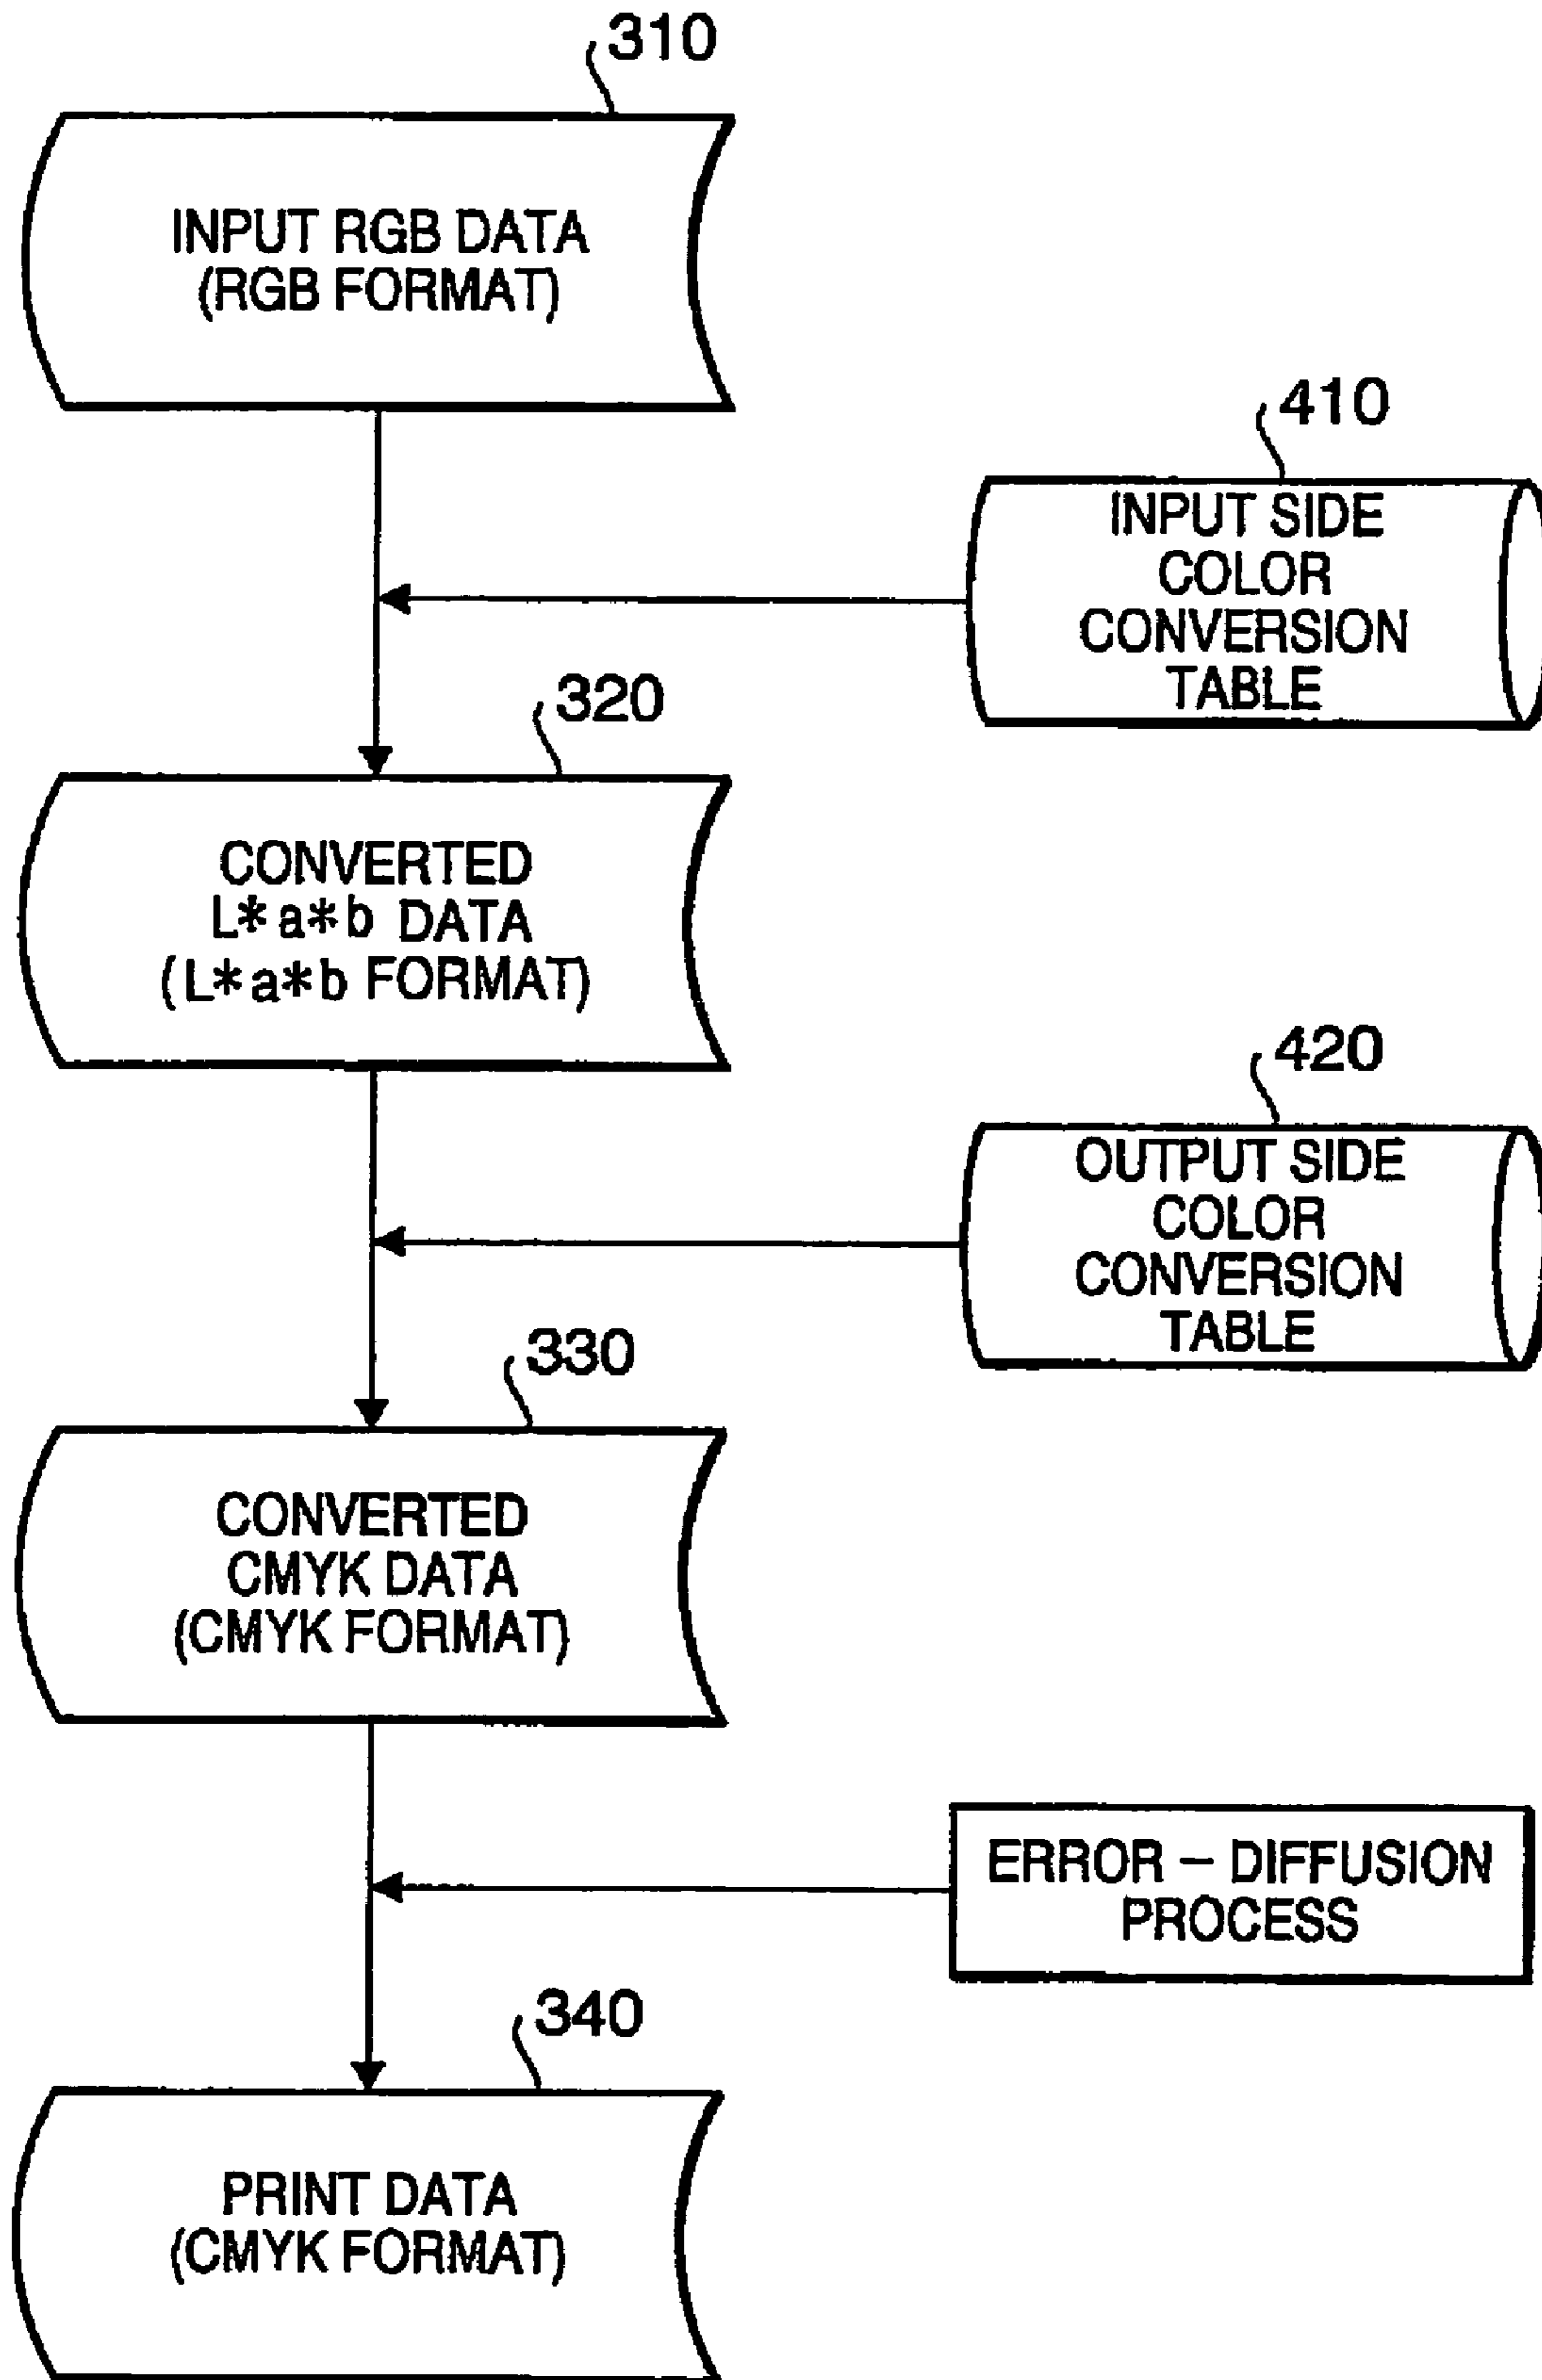 310
INPUT RGB DATA
(RGB FORMAT)
410
INPUT SIDE
COLOR
CONVERSION
TABLE
320
CONVERTED
L*a*b DATA
(L*a*b FORMAT)
420
OUTPUT SIDE
COLOR
CONVERSION
TABLE
330
CONVERTED
CMYK DATA
(CMYK FORMAT)
ERROR – DIFFUSION
PROCESS
340
PRINT DATA
(CMYK FORMAT)